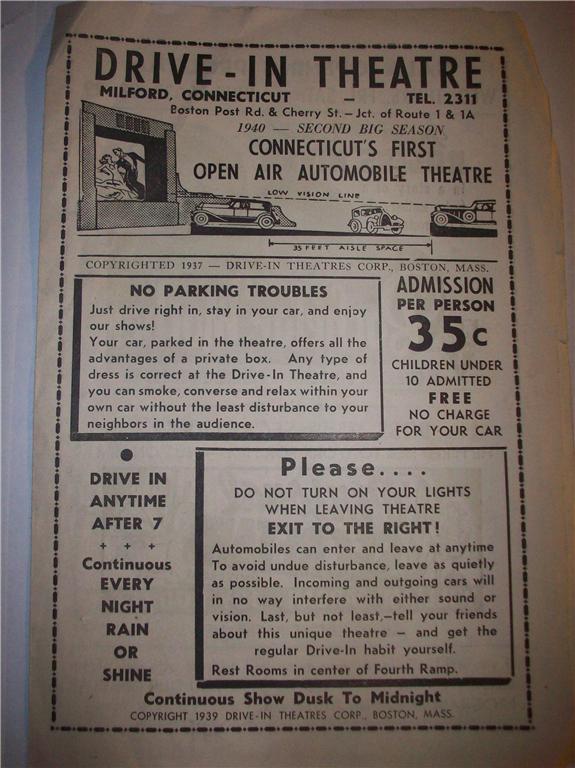 DRIVE-IN THEATRE
MILFORD, CONNECTICUT — TEL. 2311
Boston Post Rd. & Cherry St. – Jct. of Route 1 & 1A
1940 — SECOND BIG SEASON
CONNECTICUT'S FIRST
OPEN AIR AUTOMOBILE THEATRE
LOW VISION LINE
35 FEET AISLE SPACE
COPYRIGHTED 1937 — DRIVE-IN THEATRES CORP., BOSTON, MASS.
NO PARKING TROUBLES
Just drive right in, stay in your car, and enjoy
our shows!
Your car, parked in the theatre, offers all the
advantages of a private box. Any type of
dress is correct at the Drive-In Theatre, and
you can smoke, converse and relax within your
own car without the least disturbance to your
neighbors in the audience.
ADMISSION
PER PERSON
35c
CHILDREN UNDER
10 ADMITTED
FREE
NO CHARGE
FOR YOUR CAR
DRIVE IN
ANYTIME
AFTER 7
+ + +
Continuous
EVERY
NIGHT
RAIN
OR
SHINE
Please....
DO NOT TURN ON YOUR LIGHTS
WHEN LEAVING THEATRE
EXIT TO THE RIGHT!
Automobiles can enter and leave at anytime
To avoid undue disturbance, leave as quietly
as possible. Incoming and outgoing cars will
in no way interfere with either sound or
vision. Last, but not least,–tell your friends
about this unique theatre – and get the
regular Drive-In habit yourself.
Rest Rooms in center of Fourth Ramp.
Continuous Show Dusk To Midnight
COPYRIGHT 1939 DRIVE-IN THEATRES CORP., BOSTON, MASS.